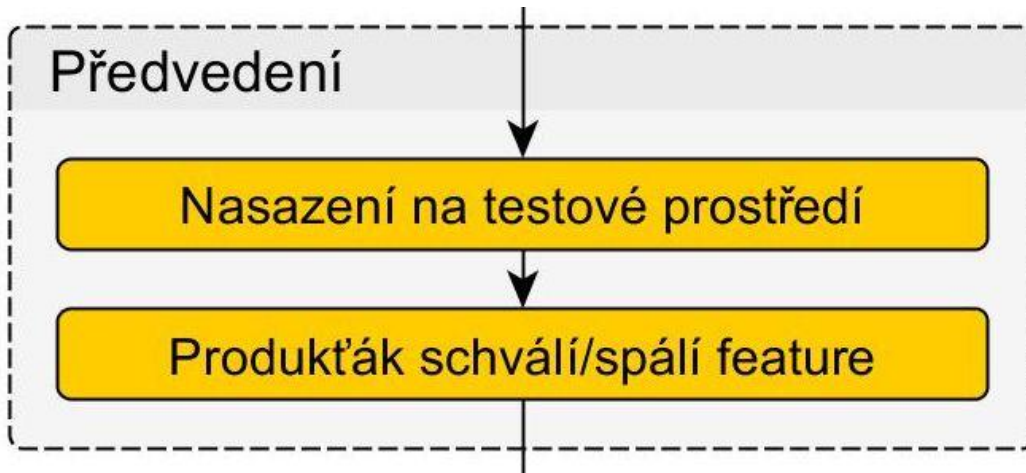 Předvedení
Nasazení na testové prostředí
Produkťák schválí/spálí feature